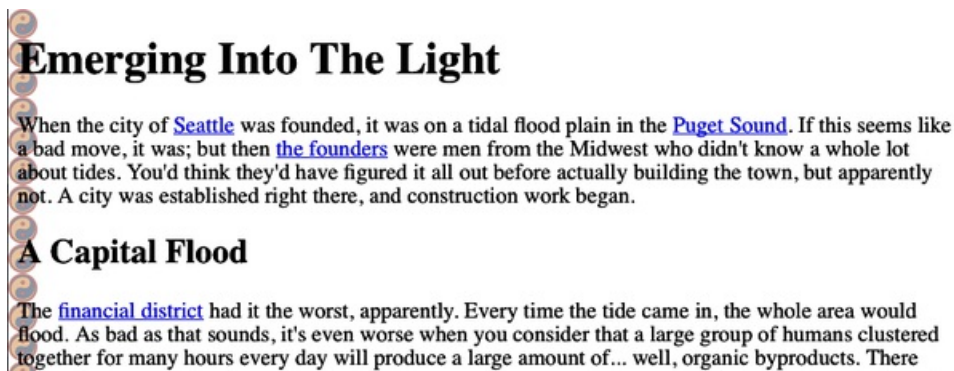 Emerging Into The Light
When the city of Seattle was founded, it was on a tidal flood plain in the Puget Sound. If this seems like
a bad move, it was; but then the founders were men from the Midwest who didn't know a whole lot
about tides. You'd think they'd have figured it all out before actually building the town, but apparently
not. A city was established right there, and construction work began.
A Capital Flood
The financial district had it the worst, apparently. Every time the tide came in, the whole area would
flood. As bad as that sounds, it's even worse when you consider that a large group of humans clustered
together for many hours every day will produce a large amount of... well, organic byproducts. There